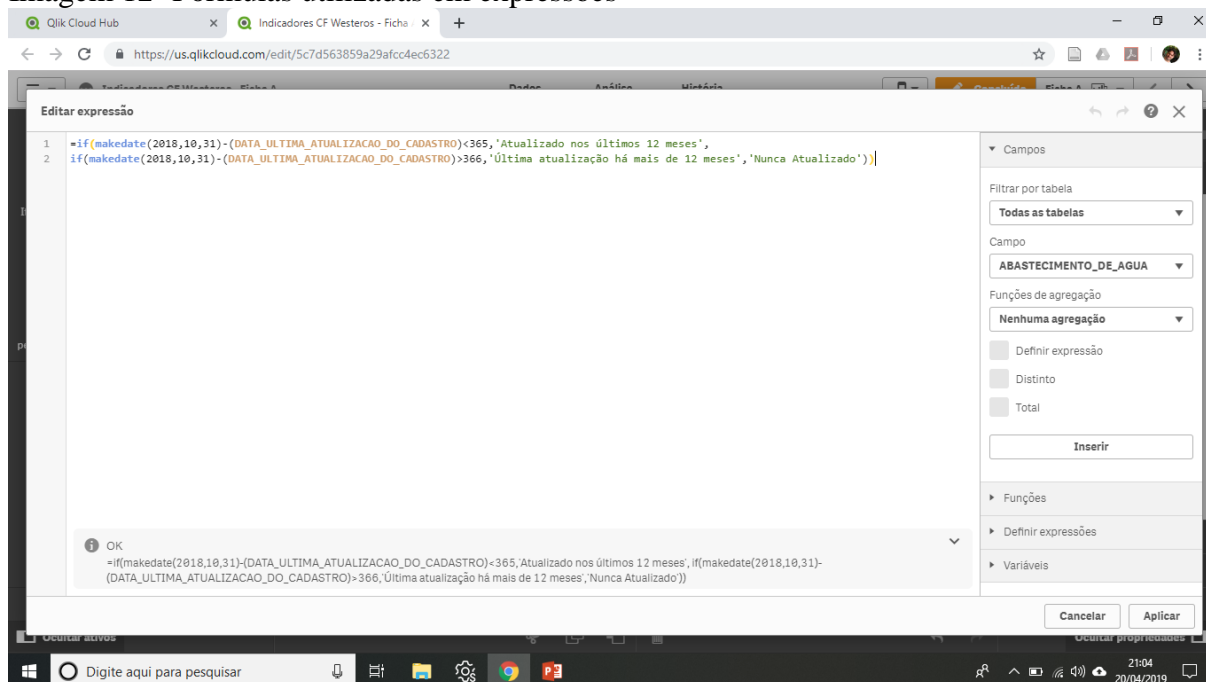 Imagem 12- Fórmulas utilizadas em expressões
Qlik Cloud Hub
Indicadores CF Westeros - Ficha
https://us.qlikcloud.com/edit/5c7d563859a29afcc4ec6322
Indicadores CF Westeros Ficha A
Dados Análise História
Concluído Ficha A
Editar expressão
1 =if(makedate(2018,10,31)-(DATA_ULTIMA_ATUALIZACAO_DO_CADASTRO)<365,'Atualizado nos últimos 12 meses',
2 if(makedate(2018,10,31)-(DATA_ULTIMA_ATUALIZACAO_DO_CADASTRO)>366,'Última atualização há mais de 12 meses','Nunca Atualizado'))
Campos
Filtrar por tabela
Todas as tabelas
Campo
ABASTECIMENTO_DE_AGUA
Funções de agregação
Nenhuma agregação
Definir expressão
Distinto
Total
Inserir
Funções
Definir expressões
Variáveis
OK
=if(makedate(2018,10,31)-(DATA_ULTIMA_ATUALIZACAO_DO_CADASTRO)<365,'Atualizado nos últimos 12 meses', if(makedate(2018,10,31)-
(DATA_ULTIMA_ATUALIZACAO_DO_CADASTRO)>366,'Última atualização há mais de 12 meses','Nunca Atualizado'))
Cancelar Aplicar
Ocultar ativos
Ocultar propriedades
Digite aqui para pesquisar
21:04
20/04/2019